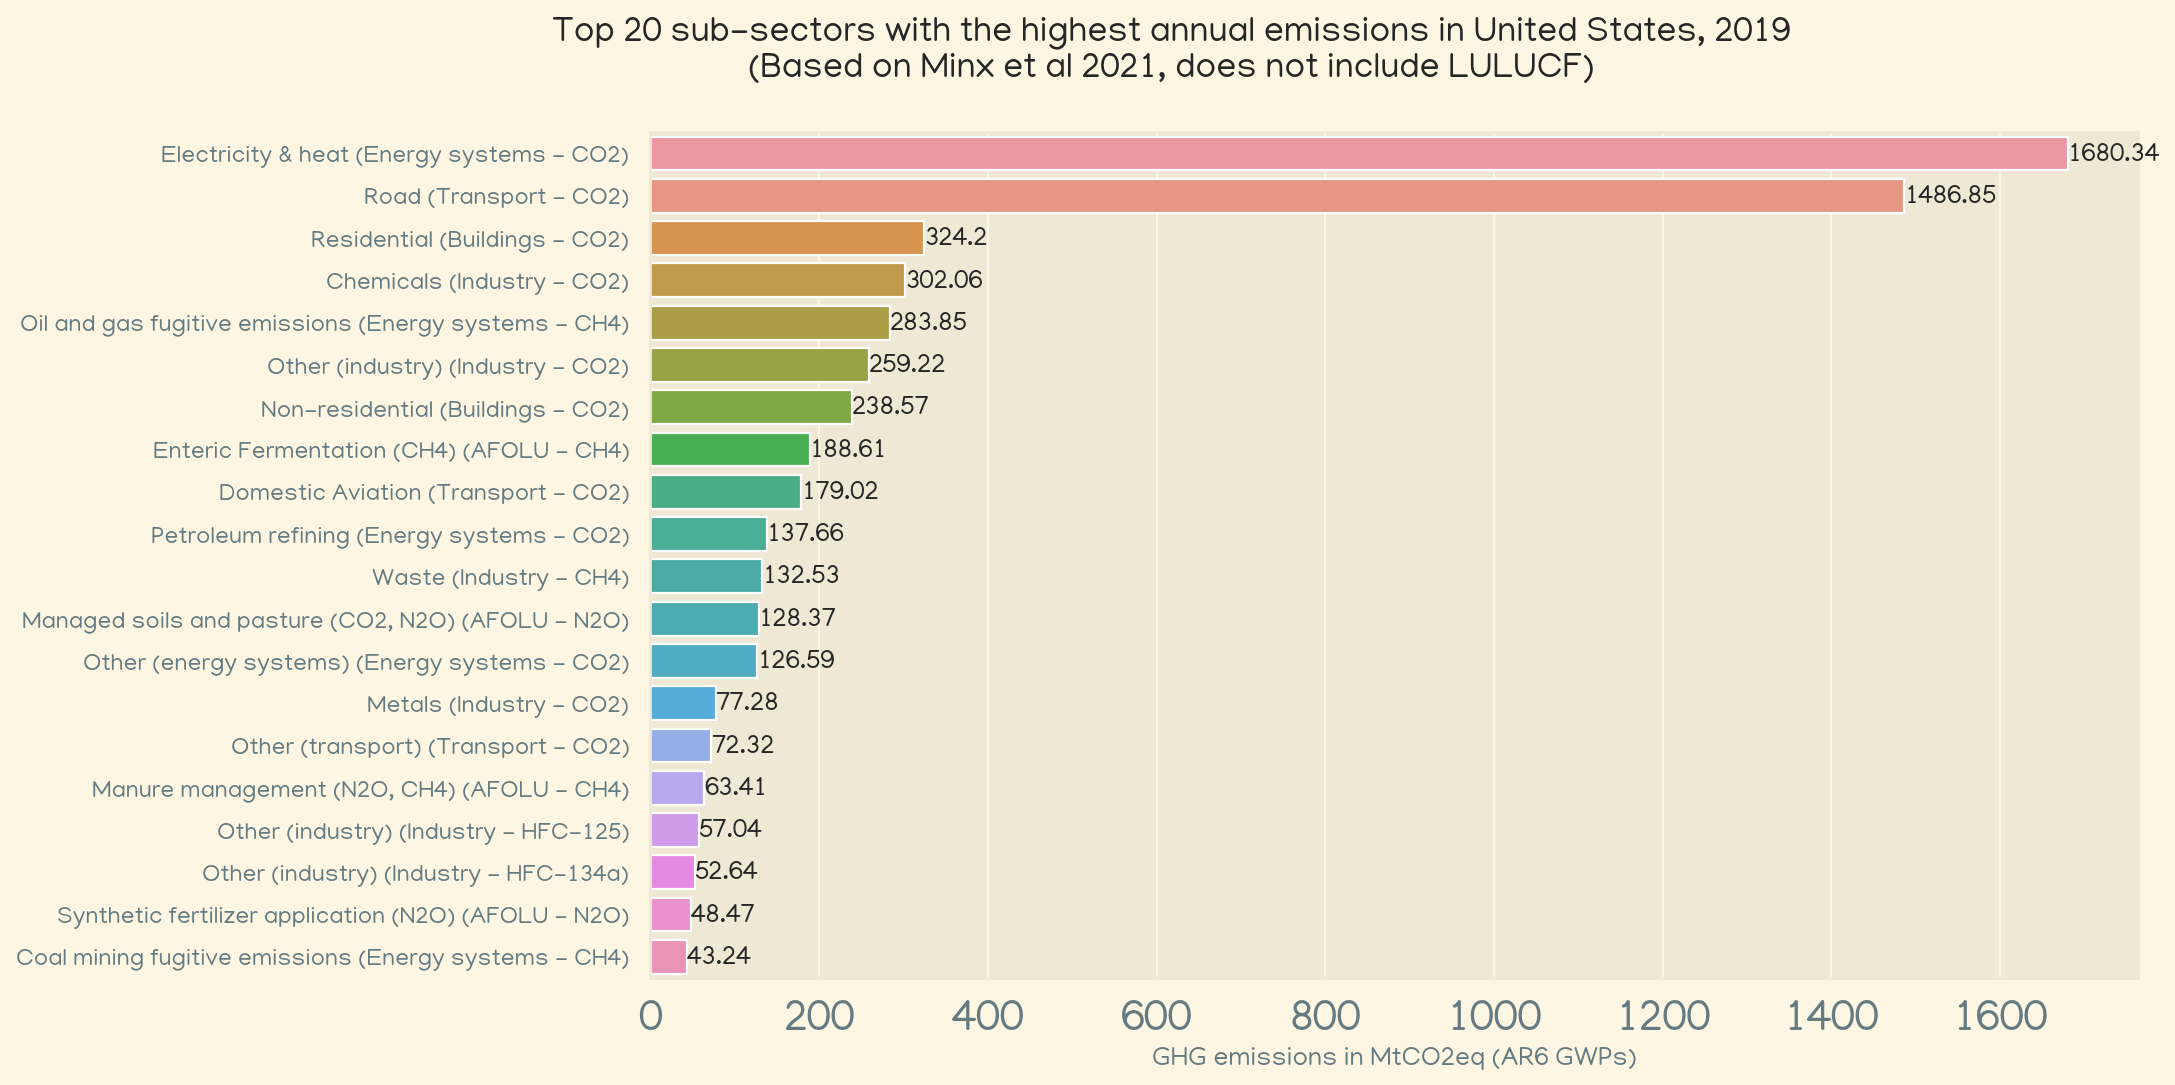 Top 20 sub-sectors with the highest annual emissions in United States, 2019
(Based on Minx et al 2021, does not include LULUCF)
Electricity & heat (Energy systems - CO2) 1680.34
Road (Transport - CO2) 1486.85
Residential (Buildings - CO2) 324.2
Chemicals (Industry - CO2) 302.06
Oil and gas fugitive emissions (Energy systems - CH4) 283.85
Other (industry) (Industry - CO2) 259.22
Non-residential (Buildings - CO2) 238.57
Enteric Fermentation (CH4) (AFOLU - CH4) 188.61
Domestic Aviation (Transport - CO2) 179.02
Petroleum refining (Energy systems - CO2) 137.66
Waste (Industry - CH4) 132.53
Managed soils and pasture (CO2, N2O) (AFOLU - N2O) 128.37
Other (energy systems) (Energy systems - CO2) 126.59
Metals (Industry - CO2) 77.28
Other (transport) (Transport - CO2) 72.32
Manure management (N2O, CH4) (AFOLU - CH4) 63.41
Other (industry) (Industry - HFC-125) 57.04
Other (industry) (Industry - HFC-134a) 52.64
Synthetic fertilizer application (N2O) (AFOLU - N2O) 48.47
Coal mining fugitive emissions (Energy systems - CH4) 43.24
0 200 400 600 800 1000 1200 1400 1600
GHG emissions in MtCO2eq (AR6 GWPs)